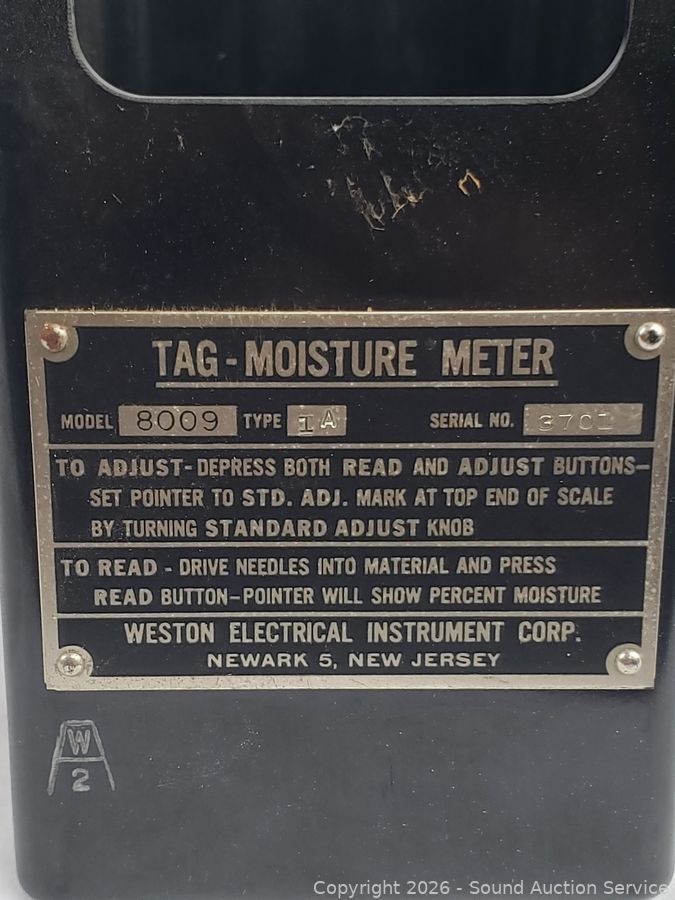 TAG-MOISTURE METER
MODEL 8009 TYPE 1A SERIAL NO. 3701
TO ADJUST- DEPRESS BOTH READ AND ADJUST BUTTONS-
SET POINTER TO STD. ADJ. MARK AT TOP END OF SCALE
BY TURNING STANDARD ADJUST KNOB
TO READ - DRIVE NEEDLES INTO MATERIAL AND PRESS
READ BUTTON-POINTER WILL SHOW PERCENT MOISTURE
WESTON ELECTRICAL INSTRUMENT CORP.
NEWARK 5, NEW JERSEY
W
2
Copyright 2026 - Sound Auction Service